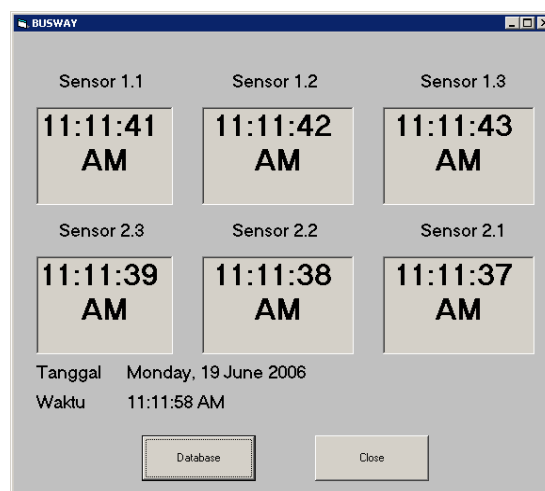 BUSWAY
Sensor 1.1 Sensor 1.2 Sensor 1.3
11:11:41 11:11:42 11:11:43
AM AM AM
Sensor 2.3 Sensor 2.2 Sensor 2.1
11:11:39 11:11:38 11:11:37
AM AM AM
Tanggal Monday, 19 June 2006
Waktu 11:11:58 AM
Database Close